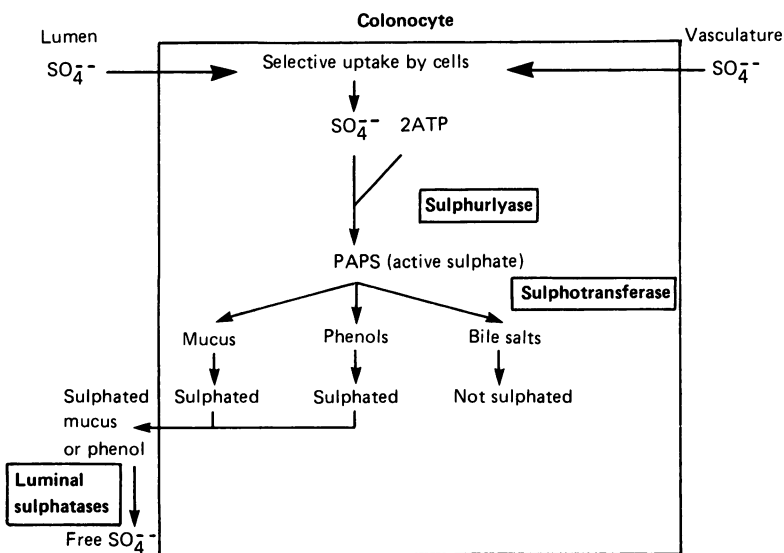 Colonocyte
Lumen
Vasculature
SO₄⁻⁻
Selective uptake by cells
SO₄⁻⁻
SO₄⁻⁻ 2ATP
Sulphurlyase
PAPS (active sulphate)
Sulphotransferase
Mucus
Phenols
Bile salts
Sulphated
mucus
or phenol
Sulphated
Sulphated
Not sulphated
Luminal
sulphatases
Free SO₄⁻⁻